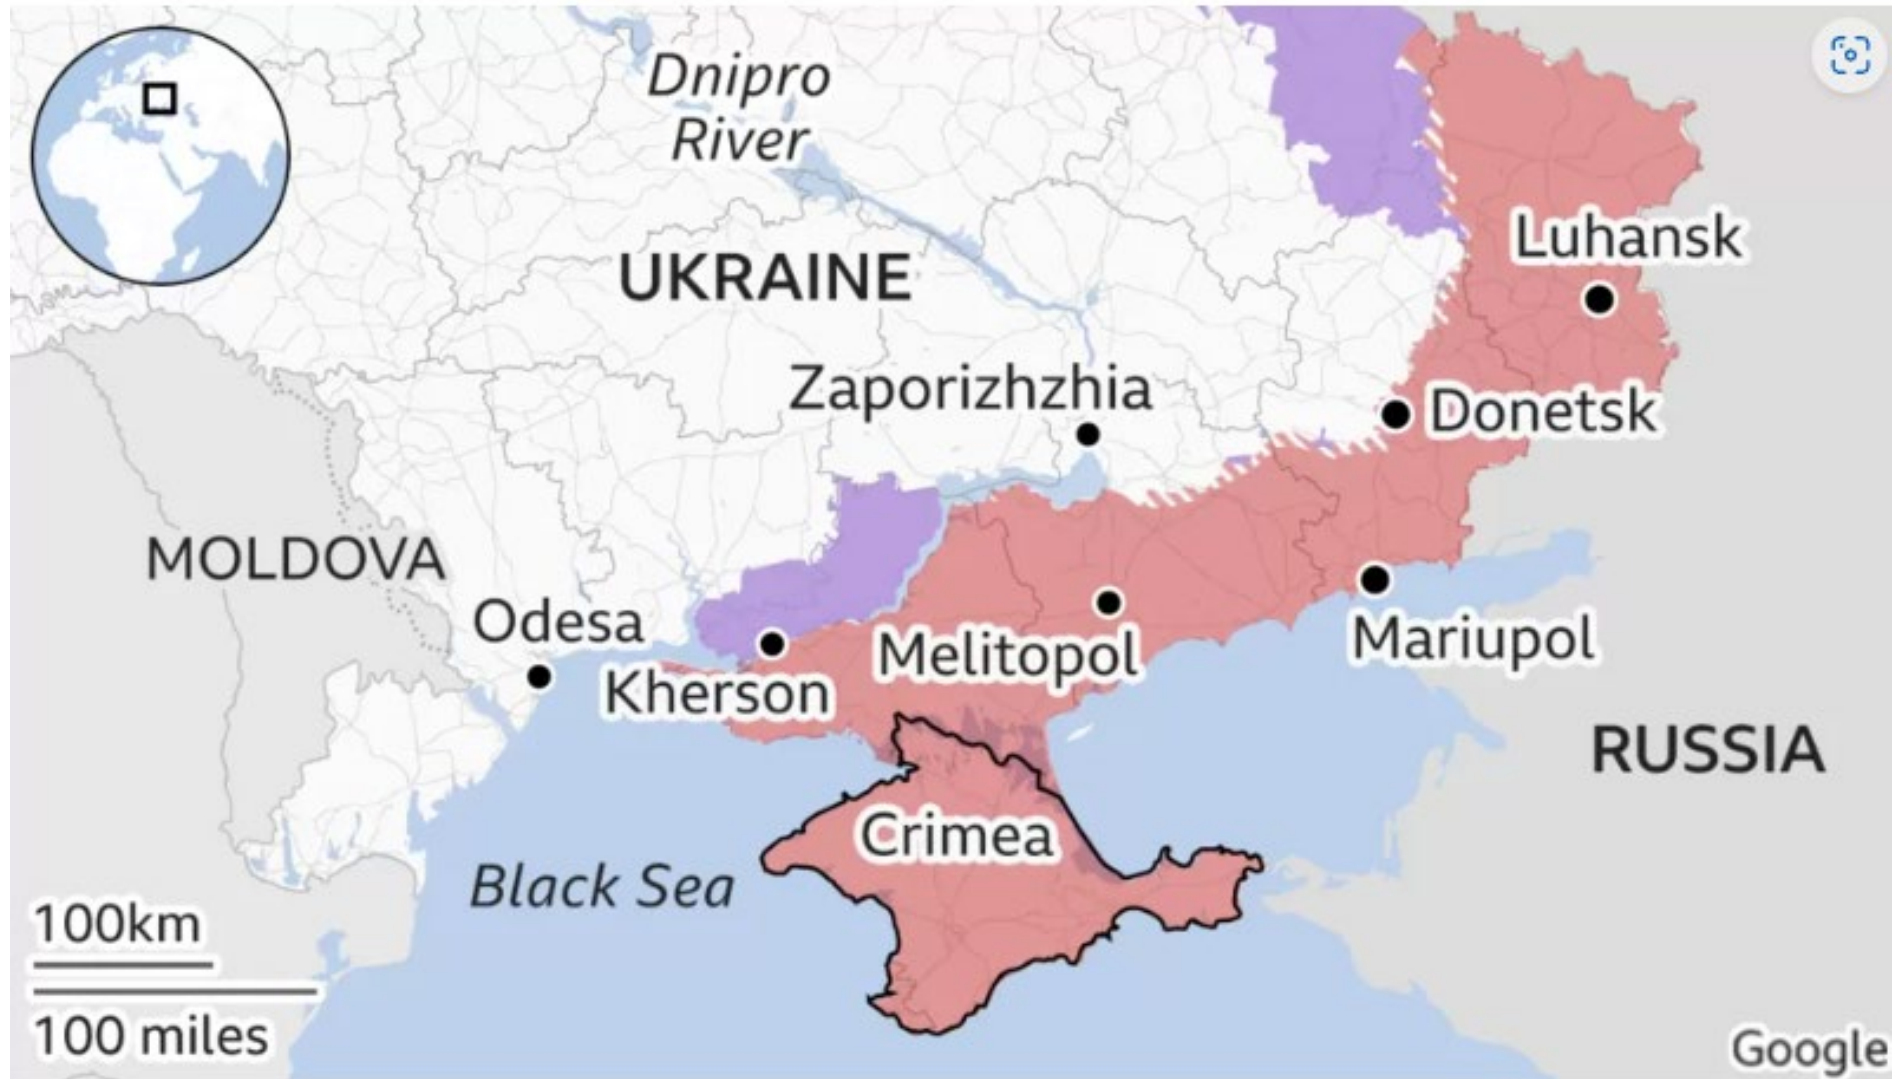 Dnipro
River
UKRAINE
Luhansk
Zaporizhzhia
Donetsk
MOLDOVA
Odesa
Kherson
Melitopol
Mariupol
RUSSIA
Crimea
Black Sea
100km
100 miles
Google